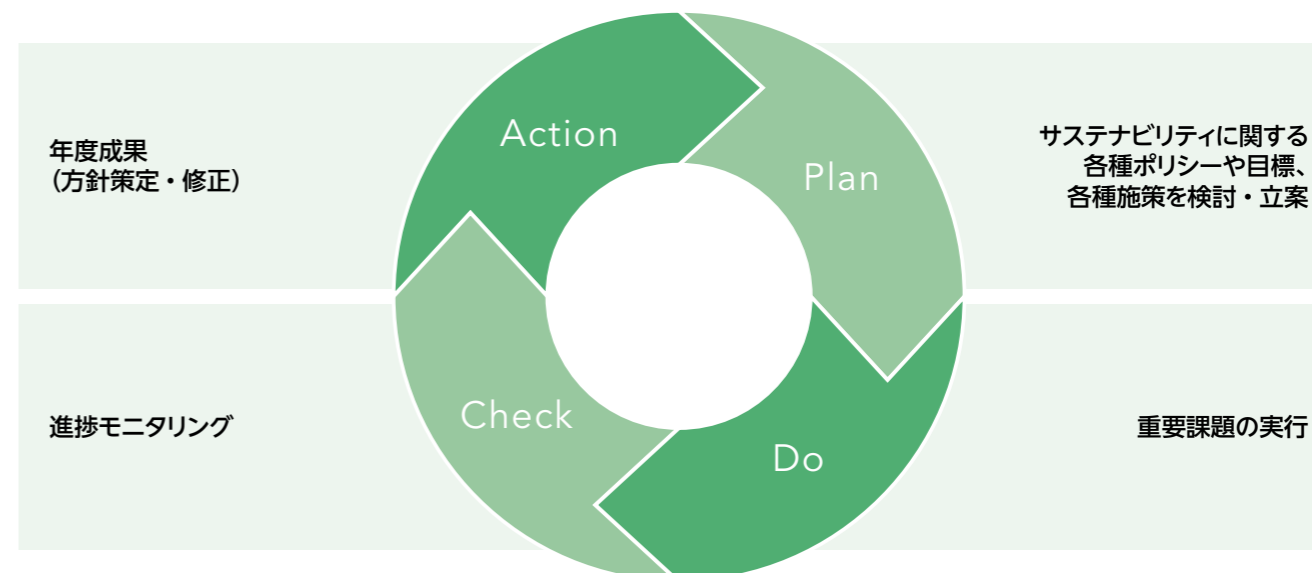 年度成果
（方針策定・修正）
Action
Plan
サステナビリティに関する
各種ポリシーや目標、
各種施策を検討・立案
進捗モニタリング
Check
Do
重要課題の実行